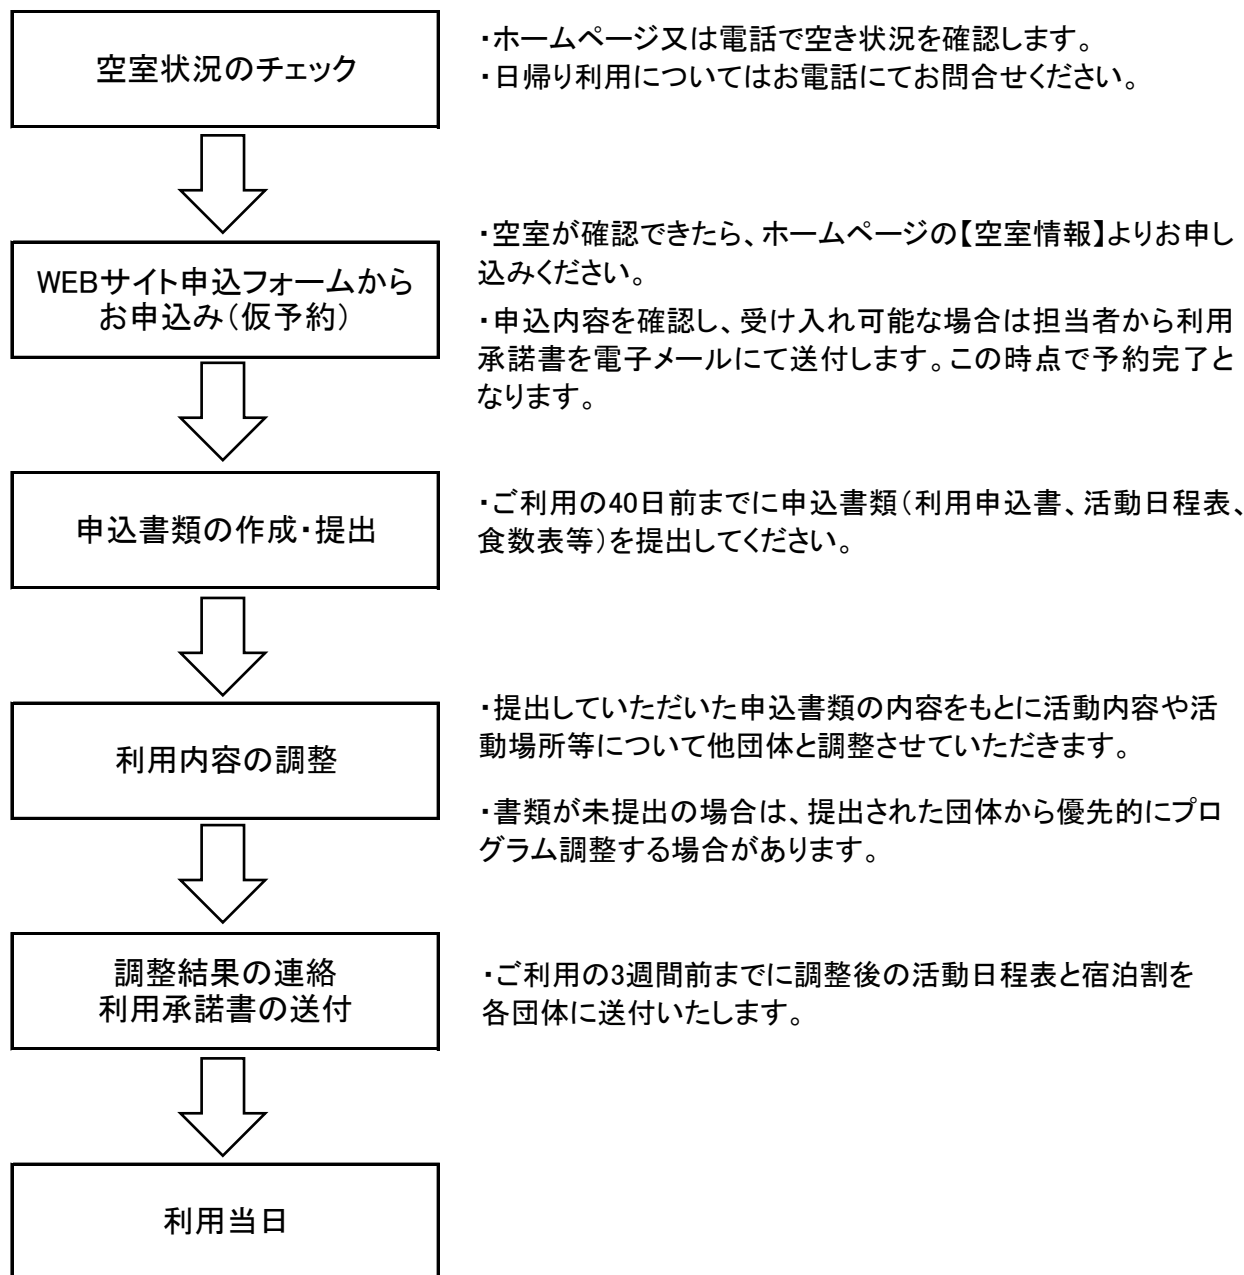 空室状況のチェック
・ホームページ又は電話で空き状況を確認します。
・日帰り利用についてはお電話にてお問合せください。
WEBサイト申込フォームから
お申込み（仮予約）
・空室が確認できたら、ホームページの【空室情報】よりお申し
込みください。
・申込内容を確認し、受け入れ可能な場合は担当者から利用
承諾書を電子メールにて送付します。この時点で予約完了と
なります。
申込書類の作成・提出
・ご利用の40日前までに申込書類（利用申込書、活動日程表、
食数表等）を提出してください。
利用内容の調整
・提出していただいた申込書類の内容をもとに活動内容や活
動場所等について他団体と調整させていただきます。
・書類が未提出の場合は、提出された団体から優先的にプロ
グラム調整する場合があります。
調整結果の連絡
利用承諾書の送付
・ご利用の3週間前までに調整後の活動日程表と宿泊割を
各団体に送付いたします。
利用当日